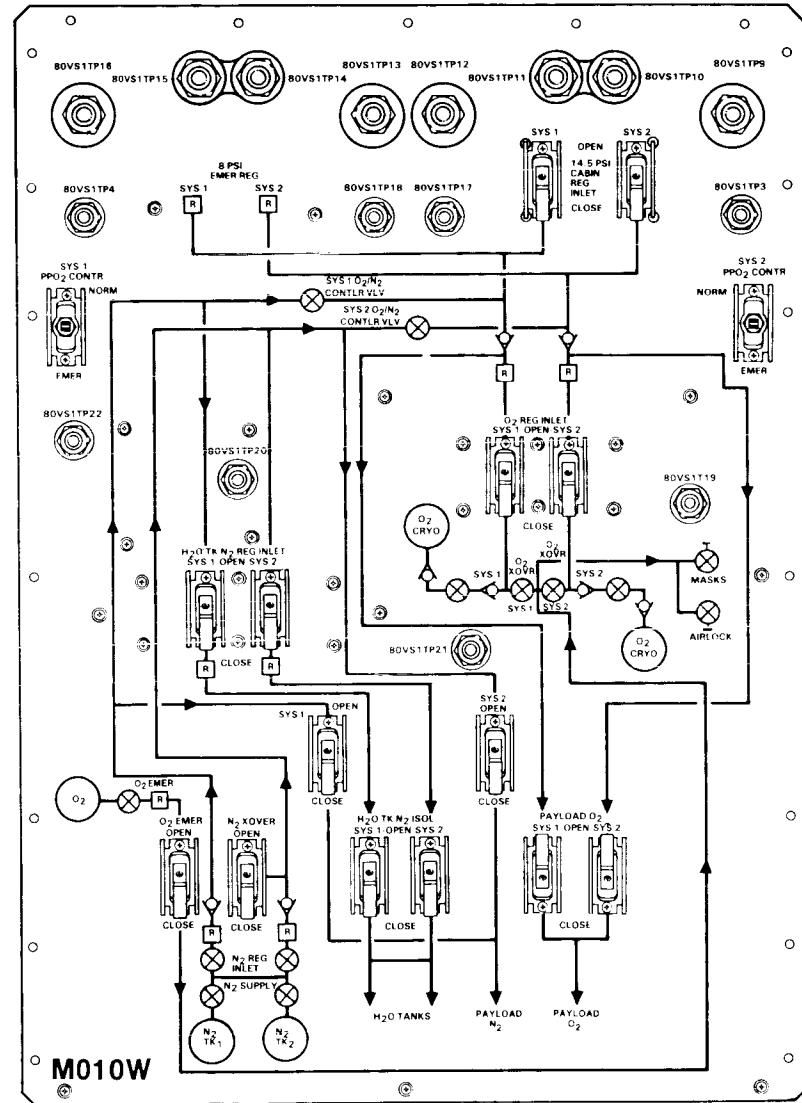 80VS1TP16
80VS1TP15
80VS1TP14
80VS1TP13
80VS1TP12
80VS1TP11
80VS1TP10
80VS1TP9
SYS 1
SYS 2
OPEN
14.5 PSI
CABIN
REG
INLET
CLOSE
8 PSI
EMER REG
SYS 1
SYS 2
80VS1TP4
80VS1TP18
80VS1TP17
80VS1TP3
R
R
SYS 1
PPO2 CONTR
NORM
EMER
SYS 2
PPO2 CONTR
NORM
EMER
SYS 1 O2/N2
CONTLR VLV
SYS 2 O2/N2
CONTLR VLV
R
R
80VS1TP22
80VS1TP20
80VS1T19
O2 REG INLET
SYS 1 OPEN SYS 2
CLOSE
O2
CRYO
SYS 1
O2
XOVR
SYS 1
O2
XOVR
SYS 2
SYS 2
MASKS
AIRLOCK
O2
CRYO
H2O TK N2 REG INLET
SYS 1 OPEN SYS 2
CLOSE
R
R
80VS1TP21
SYS 1
OPEN
CLOSE
SYS 2
OPEN
CLOSE
O2
O2 EMER
R
O2 EMER
OPEN
CLOSE
N2 XOVER
OPEN
CLOSE
H2O TK N2 ISOL
SYS 1 OPEN SYS 2
CLOSE
PAYLOAD O2
SYS 1 OPEN SYS 2
CLOSE
R
R
N2 REG
INLET
N2 SUPPLY
N2
TK1
N2
TK2
H2O TANKS
PAYLOAD
N2
PAYLOAD
O2
M010W